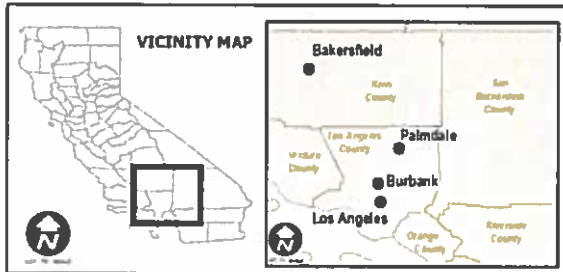 VICINITY MAP
N
Bakersfield
Kern
County
San
Bernardino
County
Los Angeles
County
Palmdale
Ventura
County
Burbank
Los Angeles
Orange
County
Riverside
County
N